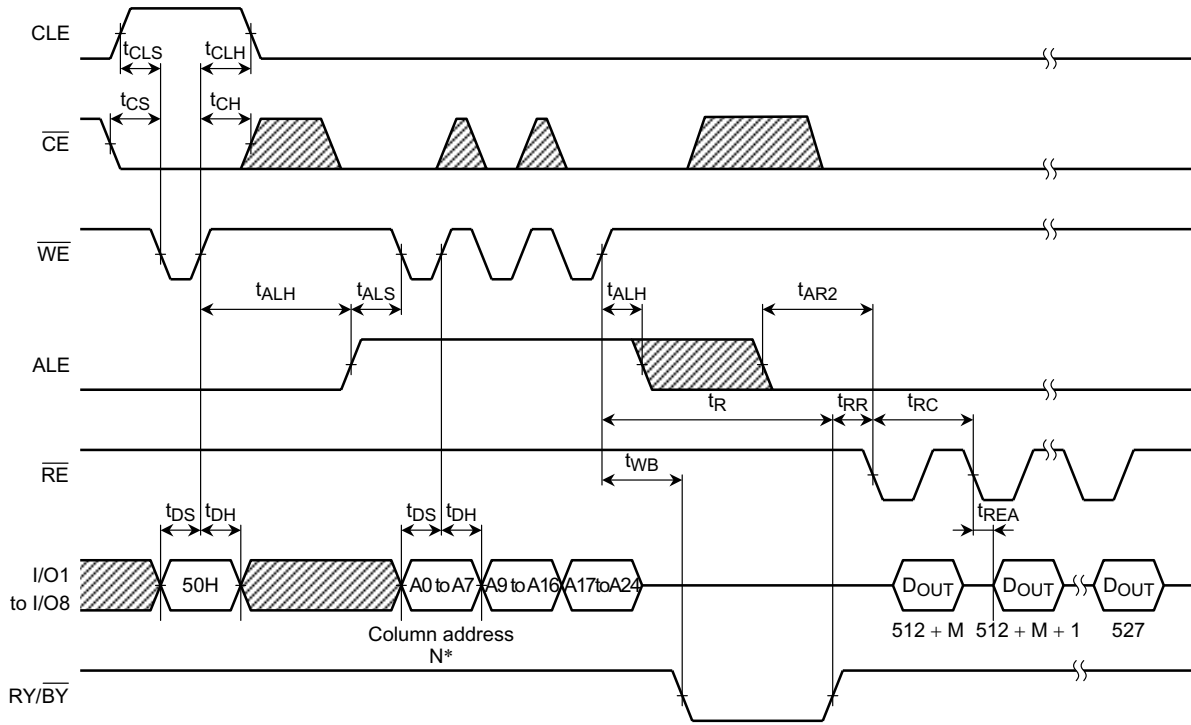 CLE
tCLS
tCLH
tCS
tCH
CE
WE
tALH
tALS
tALH
tAR2
ALE
tR
tRR
tRC
RE
tWB
tDS
tDH
tDS
tDH
tREA
I/O1
to I/O8
50H
A0 to A7
A9 to A16
A17 to A24
DOUT
DOUT
DOUT
512 + M
512 + M + 1
527
Column address
N*
RY/BY